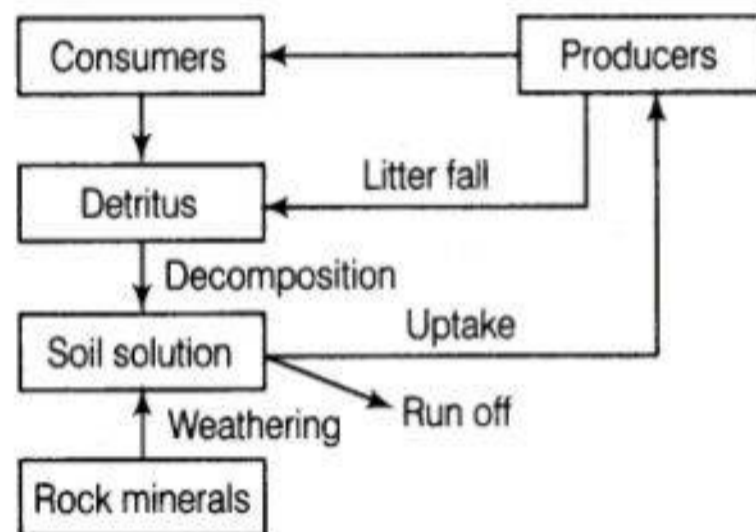 Consumers
Producers
Litter fall
Detritus
Decomposition
Uptake
Soil solution
Run off
Weathering
Rock minerals